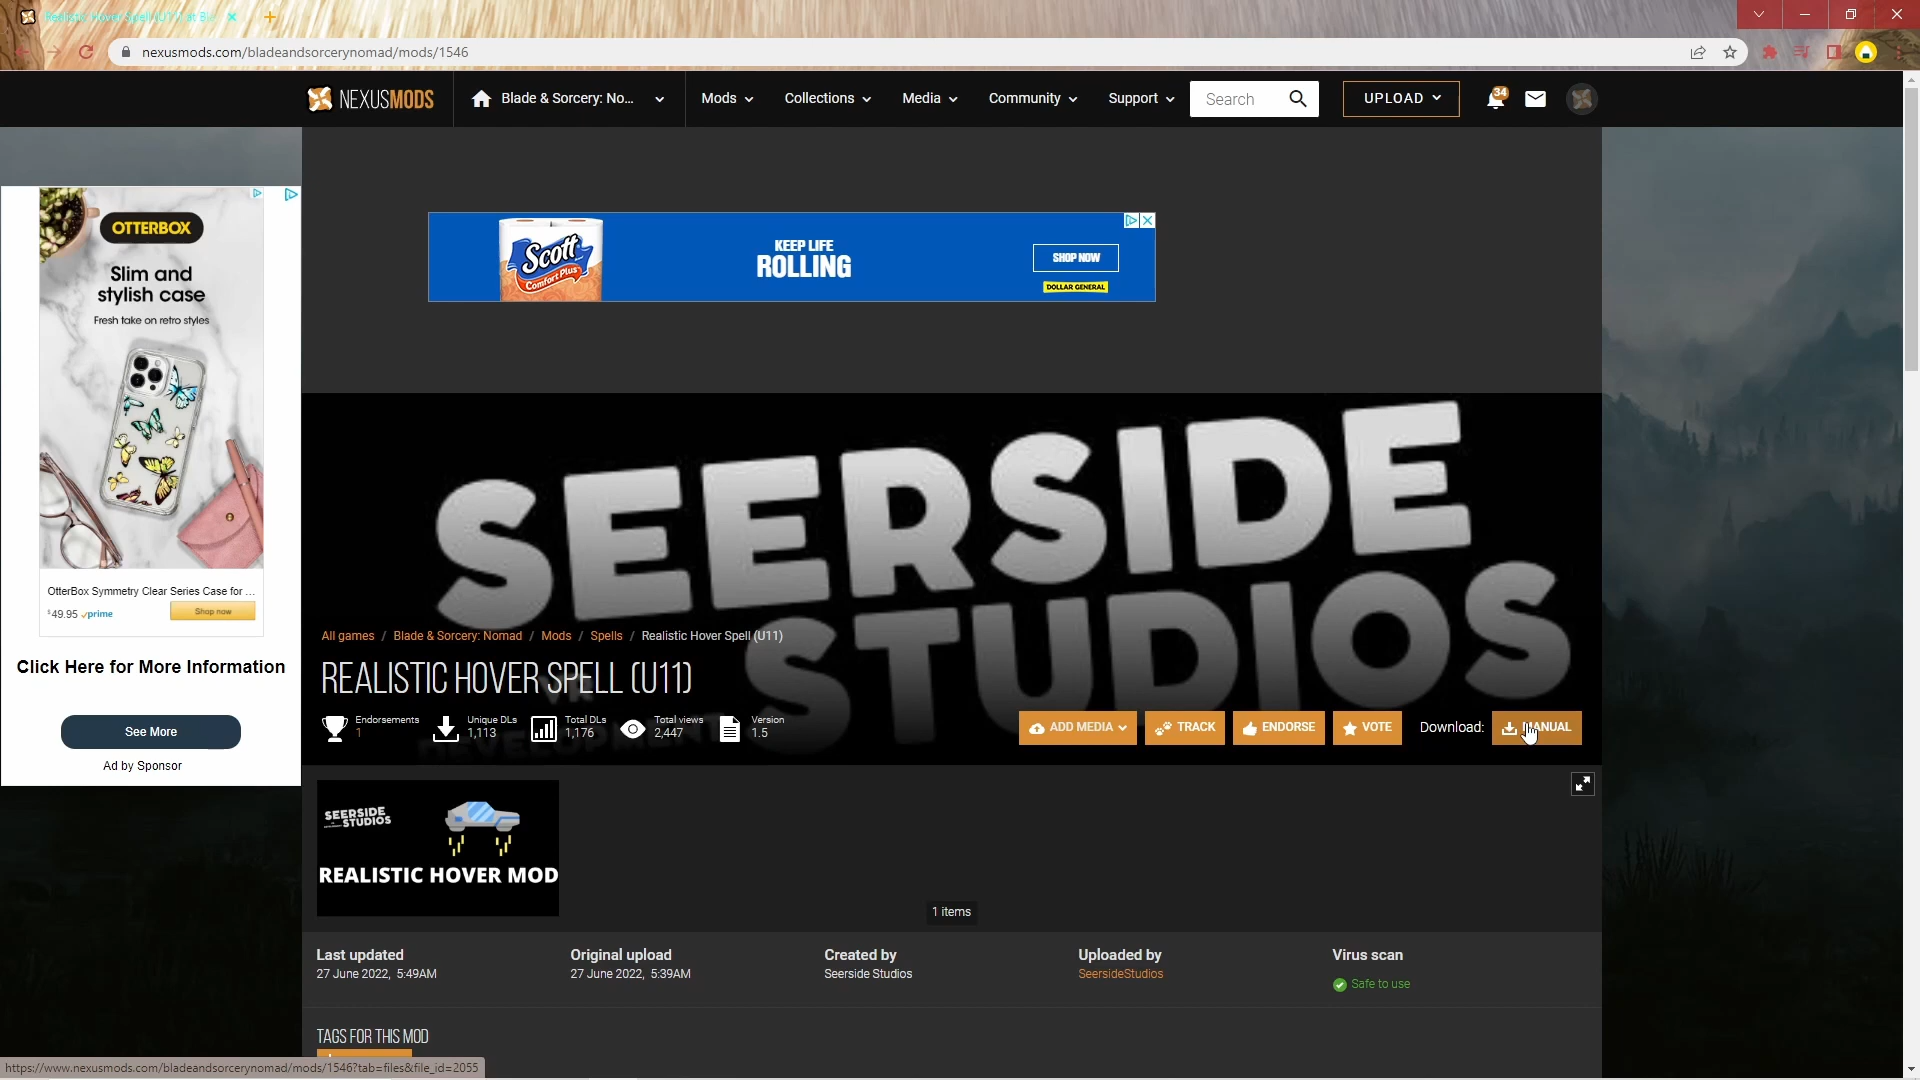 nexusmods.com/bladeandsorcerynomad/mods/1546
NEXUSMODS
Blade & Sorcery: No...
Mods
Collections
Media
Community
Support
Search
UPLOAD
34
OTTERBOX
Slim and
stylish case
Fresh take on retro styles
OtterBox Symmetry Clear Series Case for ...
$49.95 prime
Shop now
Click Here for More Information
See More
Ad by Sponsor
Scott
Comfort Plus
KEEP LIFE
ROLLING
SHOP NOW
DOLLAR GENERAL
SEERSIDE
STUDIOS
All games / Blade & Sorcery: Nomad / Mods / Spells / Realistic Hover Spell (U11)
REALISTIC HOVER SPELL (U11)
Endorsements
1
Unique DLs
1,113
Total DLs
1,176
Total views
2,447
Version
1.5
ADD MEDIA
TRACK
ENDORSE
VOTE
Download:
MANUAL
SEERSIDE
STUDIOS
REALISTIC HOVER MOD
1 items
Last updated
27 June 2022, 5:49AM
Original upload
27 June 2022, 5:39AM
Created by
Seerside Studios
Uploaded by
SeersideStudios
Virus scan
Safe to use
TAGS FOR THIS MOD
https://www.nexusmods.com/bladeandsorcerynomad/mods/1546?tab=files&file_id=2055